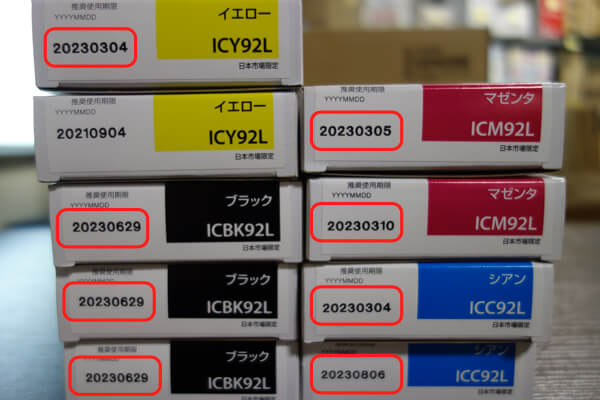 推奨使用期限
YYYYMMDD
20230304
イエロー
ICY92L
日本市場限定
推奨使用期限
YYYYMMDD
20210904
イエロー
ICY92L
日本市場限定
推奨使用期限
YYYYMMDD
20230629
ブラック
ICBK92L
日本市場限定
推奨使用期限
YYYYMMDD
20230629
ブラック
ICBK92L
日本市場限定
YYYYMMDD
20230629
ブラック
ICBK92L
推奨使用期限
YYYYMMDD
20230305
マゼンタ
ICM92L
日本市場限定
推奨使用期限
YYYYMMDD
20230310
マゼンタ
ICM92L
日本市場限定
推奨使用期限
YYYYMMDD
20230304
シアン
ICC92L
日本市場限定
YYYYMMDD
20230806
シアン
ICC92L